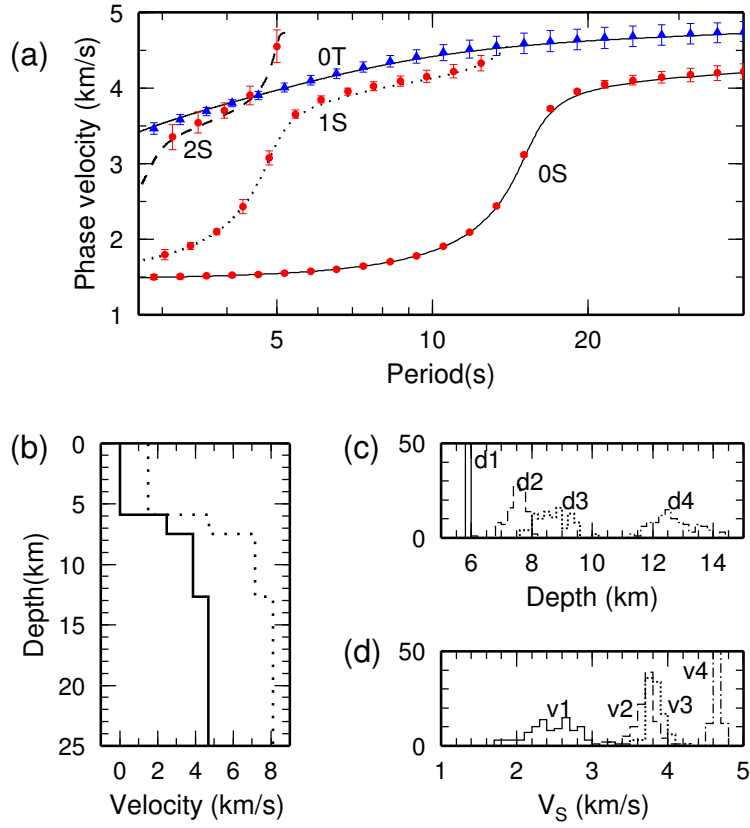 (a)
Phase velocity (km/s)
5
4
3
2
1
0T
1S
2S
0S
5
10
20
Period(s)
(b)
Depth(km)
0
5
10
15
20
25
0 2 4 6 8
Velocity (km/s)
(c)
50
0
d1
d2
d3
d4
6 8 10 12 14
Depth (km)
(d)
50
0
v1
v2
v3
v4
1 2 3 4 5
V_S (km/s)